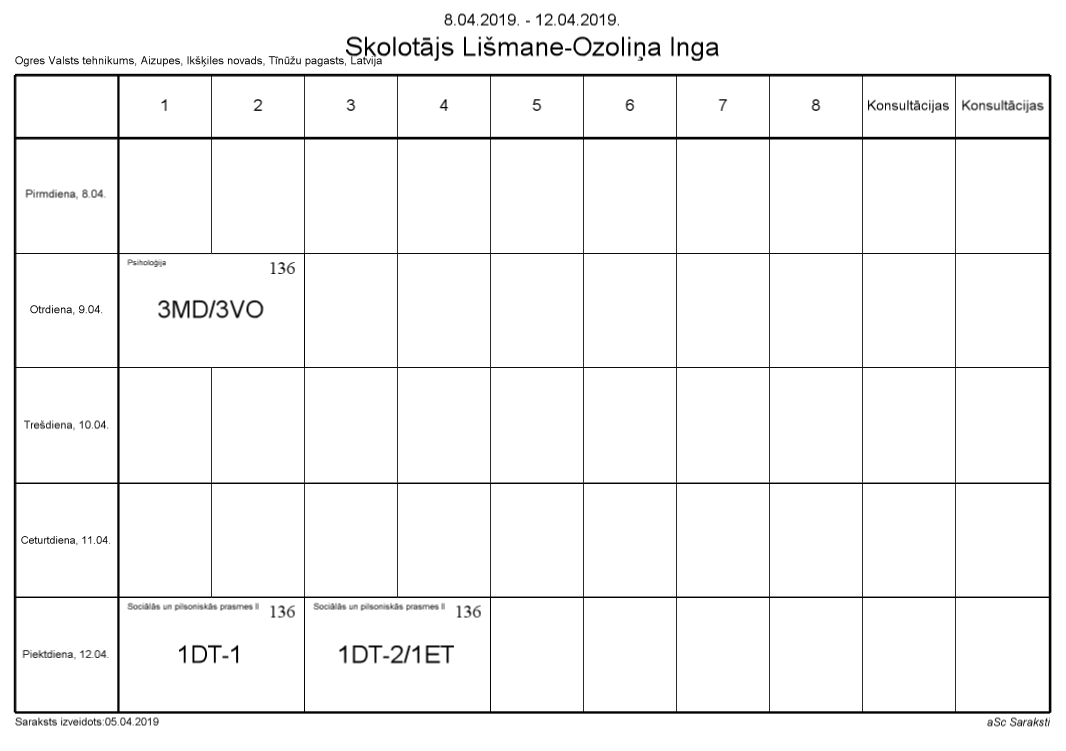 8.04.2019. - 12.04.2019.
Skolotājs Lišmane-Ozoliņa Inga
Ogres Valsts tehnikums, Aizupes, Ikšķiles novads, Tīnūžu pagasts, Latvija
1 2 3 4 5 6 7 8 Konsultācijas Konsultācijas
Pirmdiena, 8.04.
Otrdiena, 9.04.
Psiholoģija 136
3MD/3VO
Trešdiena, 10.04.
Ceturtdiena, 11.04.
Piektdiena, 12.04.
Sociālās un pilsoniskās prasmes II 136
1DT-1
Sociālās un pilsoniskās prasmes II 136
1DT-2/1ET
Saraksts izveidots:05.04.2019
aSc Saraksti